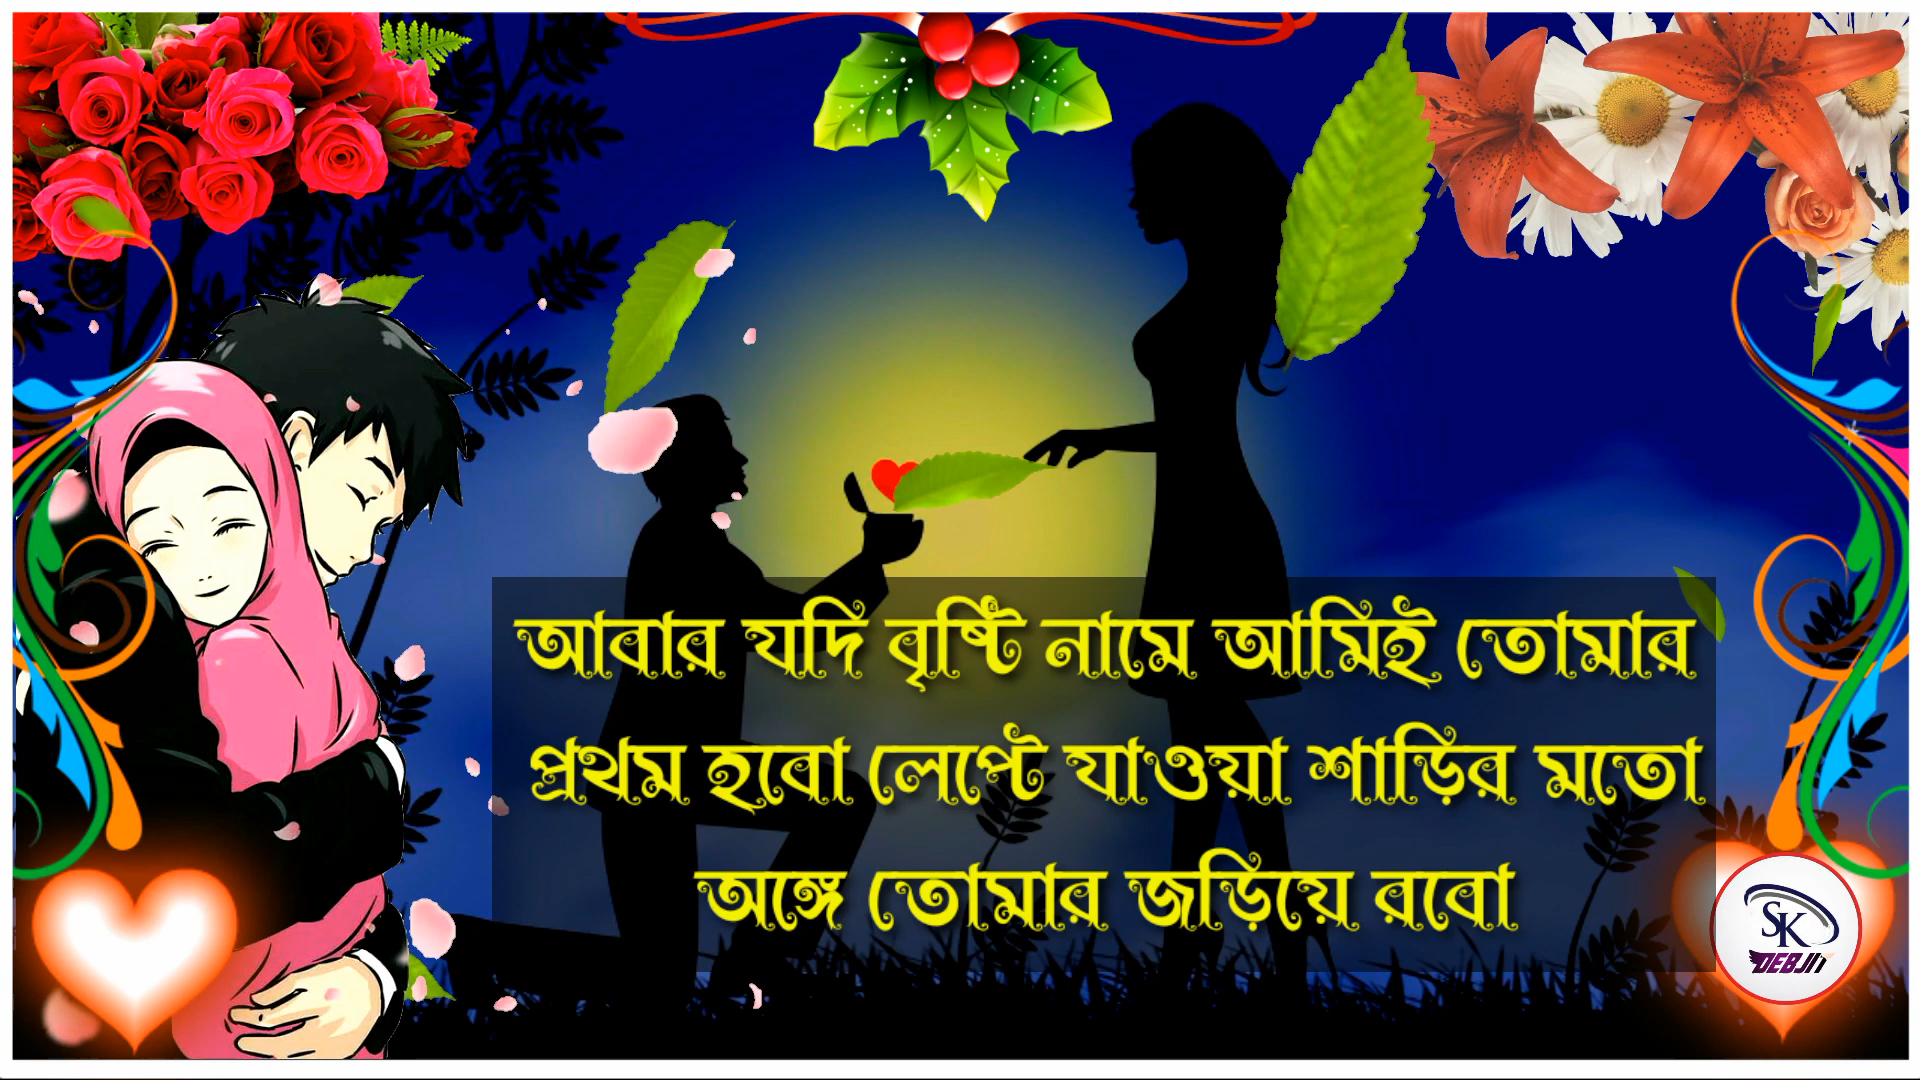 আবার যদি বৃষ্টি নামে আমিই তোমার
প্রথম হবো লেপ্টে যাওয়া শাড়ির মতো
অঙ্গে তোমার জড়িয়ে রবো
SK
DEBJIT